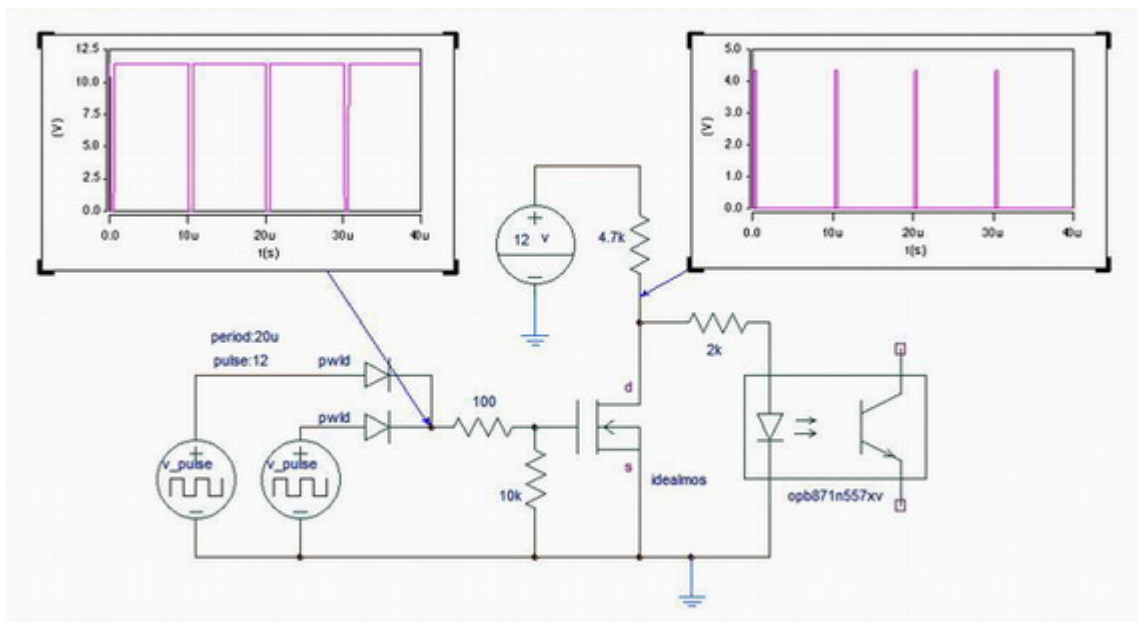 12.5
10.0
7.5
5.0
2.5
0.0
(V)
0.0 10u 20u 30u 40u
t(s)
5.0
4.0
3.0
2.0
1.0
0.0
(V)
0.0 10u 20u 30u 40u
t(s)
+
12 v
−
4.7k
period:20u
pulse:12
pwld
pwld
100
2k
d
s
idealmos
10k
+
v_pulse
−
+
v_pulse
−
opb871n557xv